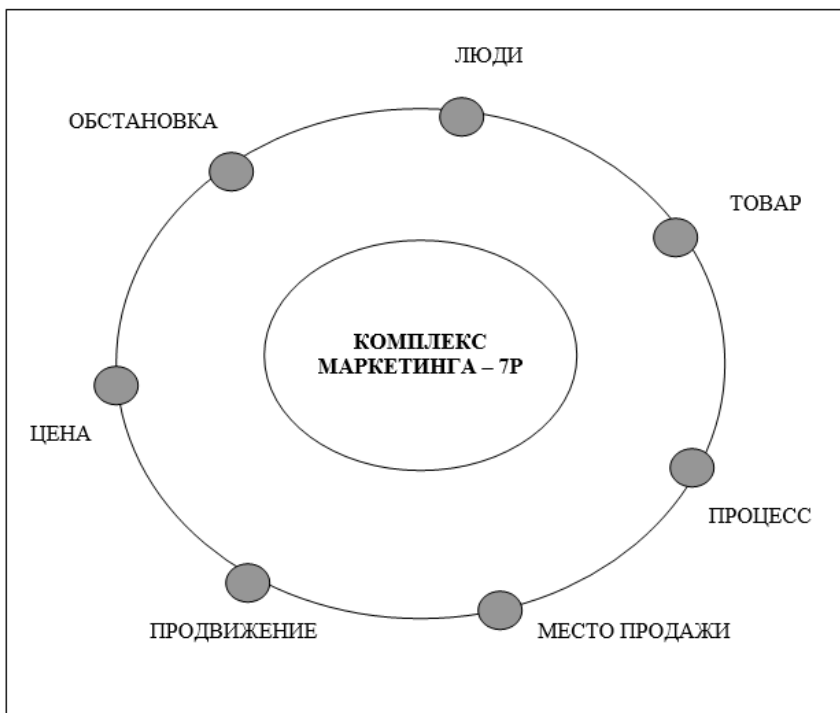 ЛЮДИ
ОБСТАНОВКА
ТОВАР
КОМПЛЕКС
МАРКЕТИНГА – 7Р
ЦЕНА
ПРОЦЕСС
ПРОДВИЖЕНИЕ
МЕСТО ПРОДАЖИ